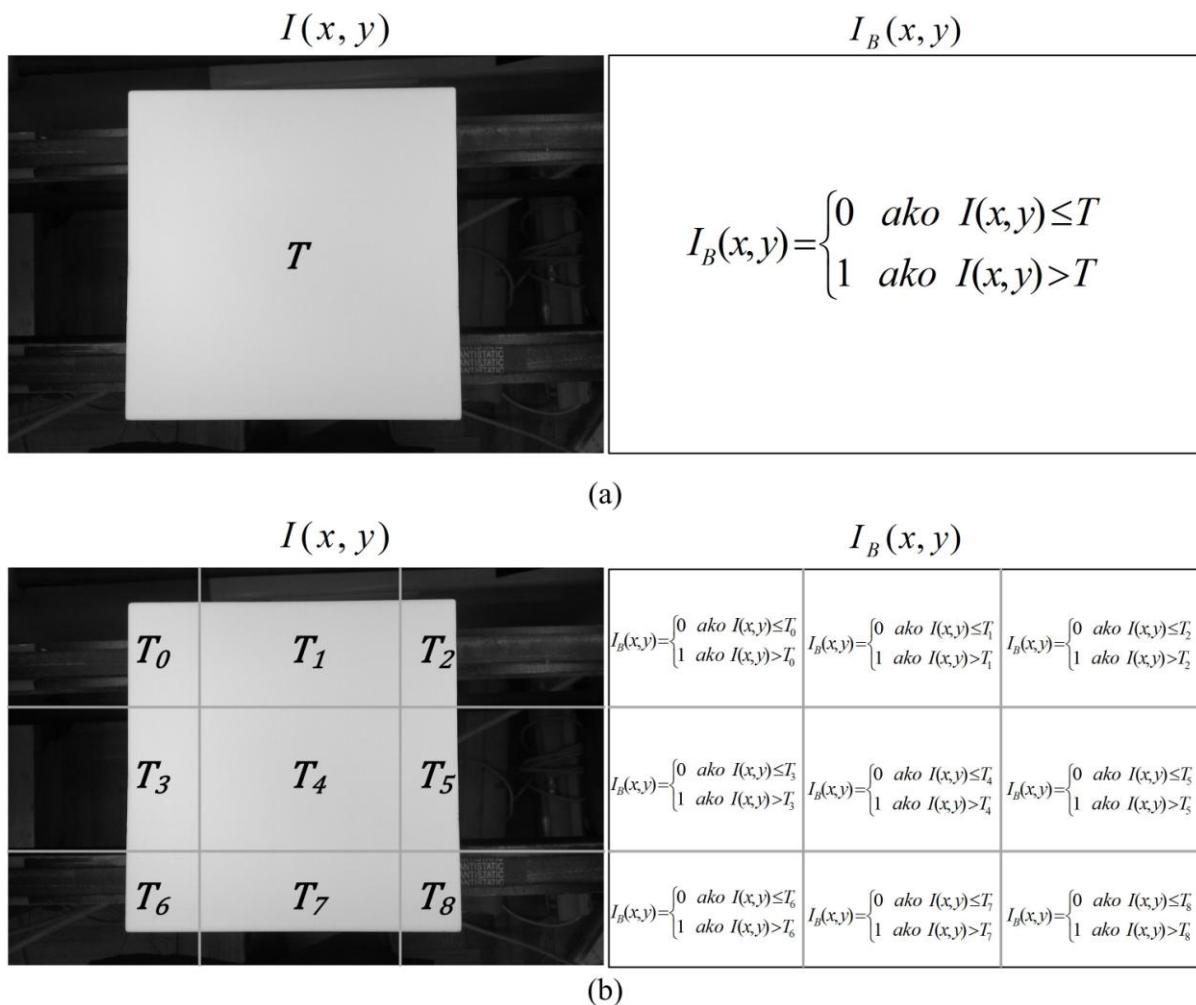 I(x, y) I_B(x, y)
T
I_B(x,y)={0 ako I(x,y)≤T
1 ako I(x,y)>T
ANTISTATIC
ANTISTATIC
(a)
I(x, y) I_B(x, y)
T_0 T_1 T_2
I_B(x,y)={0 ako I(x,y)≤T_0
1 ako I(x,y)>T_0
I_B(x,y)={0 ako I(x,y)≤T_1
1 ako I(x,y)>T_1
I_B(x,y)={0 ako I(x,y)≤T_2
1 ako I(x,y)>T_2
T_3 T_4 T_5
I_B(x,y)={0 ako I(x,y)≤T_3
1 ako I(x,y)>T_3
I_B(x,y)={0 ako I(x,y)≤T_4
1 ako I(x,y)>T_4
I_B(x,y)={0 ako I(x,y)≤T_5
1 ako I(x,y)>T_5
ANTISTATIC
ANTISTATIC
T_6 T_7 T_8
I_B(x,y)={0 ako I(x,y)≤T_6
1 ako I(x,y)>T_6
I_B(x,y)={0 ako I(x,y)≤T_7
1 ako I(x,y)>T_7
I_B(x,y)={0 ako I(x,y)≤T_8
1 ako I(x,y)>T_8
(b)